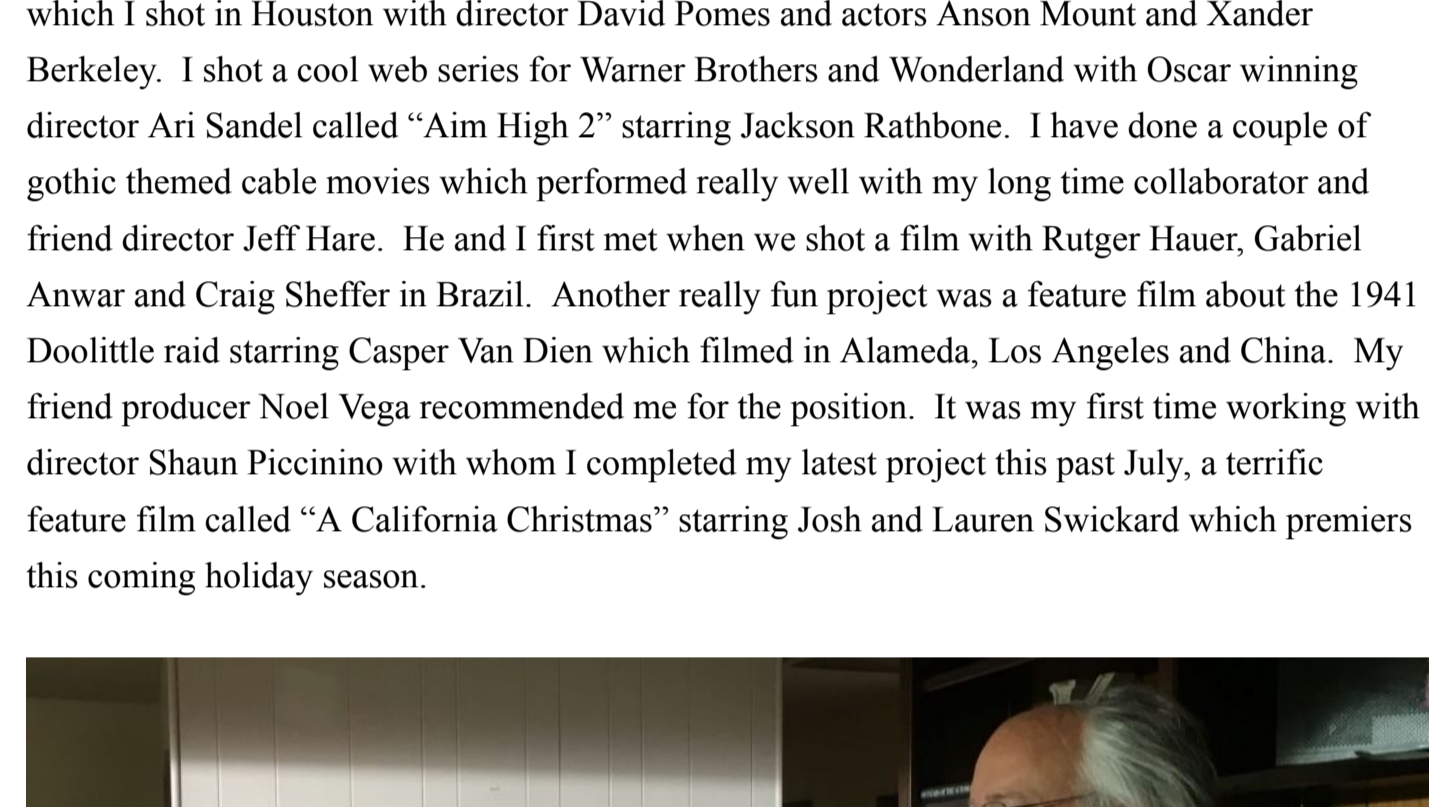 which I shot in Houston with director David Pomes and actors Anson Mount and Xander
Berkeley.  I shot a cool web series for Warner Brothers and Wonderland with Oscar winning
director Ari Sandel called “Aim High 2” starring Jackson Rathbone.  I have done a couple of
gothic themed cable movies which performed really well with my long time collaborator and
friend director Jeff Hare.  He and I first met when we shot a film with Rutger Hauer, Gabriel
Anwar and Craig Sheffer in Brazil.  Another really fun project was a feature film about the 1941
Doolittle raid starring Casper Van Dien which filmed in Alameda, Los Angeles and China.  My
friend producer Noel Vega recommended me for the position.  It was my first time working with
director Shaun Piccinino with whom I completed my latest project this past July, a terrific
feature film called “A California Christmas” starring Josh and Lauren Swickard which premiers
this coming holiday season.